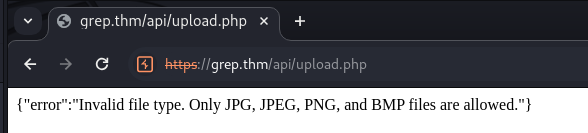 grep.thm/api/upload.php
https://grep.thm/api/upload.php
{"error":"Invalid file type. Only JPG, JPEG, PNG, and BMP files are allowed."}